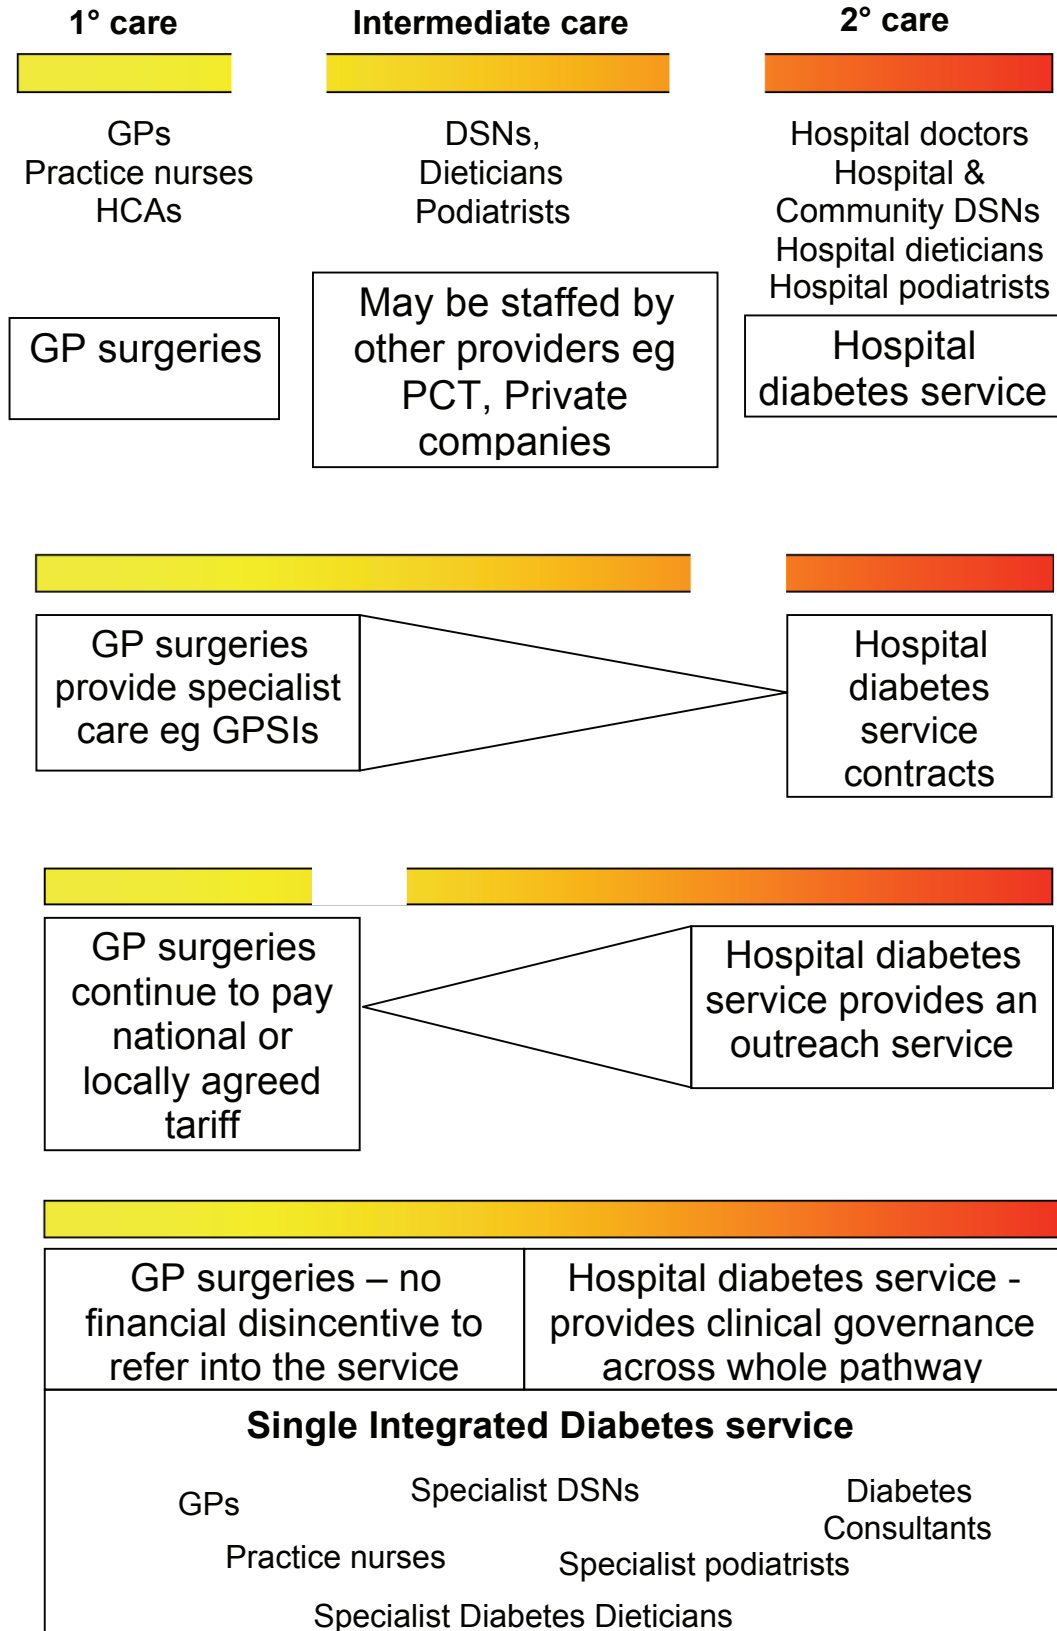 1° care
Intermediate care
2° care
GPs
Practice nurses
HCAs
DSNs,
Dieticians
Podiatrists
Hospital doctors
Hospital &
Community DSNs
Hospital dieticians
Hospital podiatrists
GP surgeries
May be staffed by
other providers eg
PCT, Private
companies
Hospital
diabetes service
GP surgeries
provide specialist
care eg GPSIs
Hospital
diabetes
service
contracts
GP surgeries
continue to pay
national or
locally agreed
tariff
Hospital diabetes
service provides an
outreach service
GP surgeries – no
financial disincentive to
refer into the service
Hospital diabetes service -
provides clinical governance
across whole pathway
Single Integrated Diabetes service
GPs
Specialist DSNs
Diabetes
Consultants
Practice nurses
Specialist podiatrists
Specialist Diabetes Dieticians